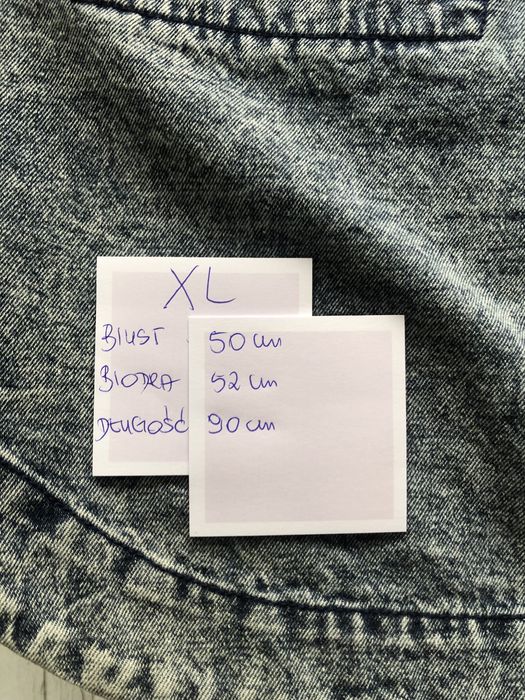 XL
BIUST 50 cm
BIODRA 52 cm
DŁUGOŚĆ 90 cm